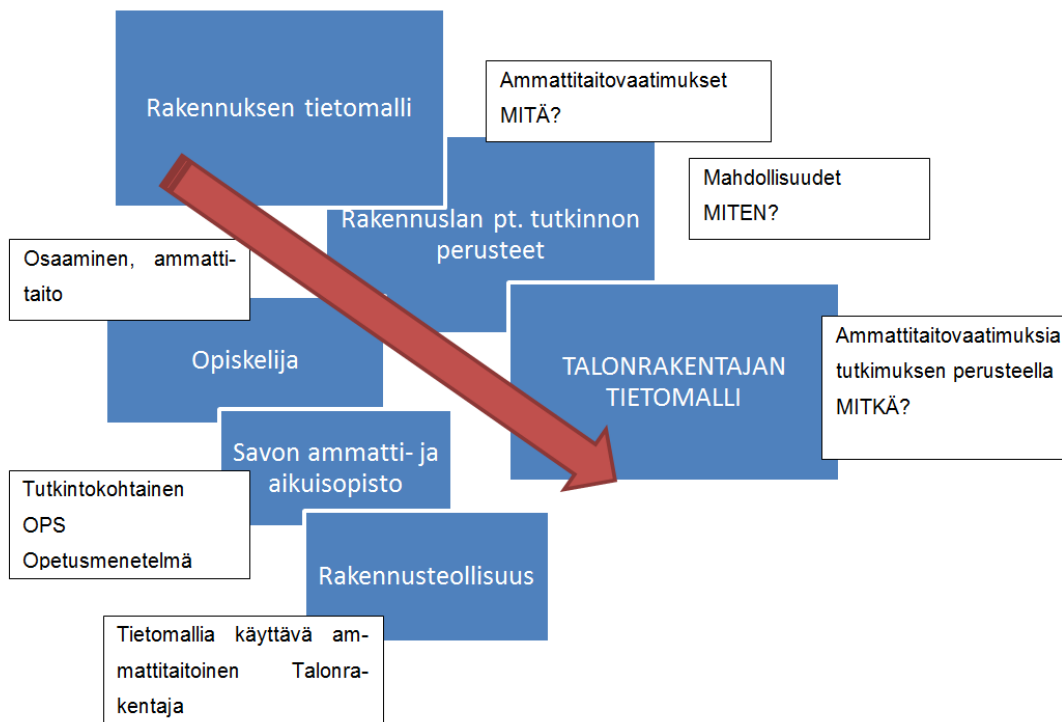 Rakennuksen tietomalli
Ammattitaitovaatimukset
MITÄ?
Mahdollisuudet
MITEN?
Rakennuslan pt. tutkinnon
perusteet
Osaaminen, ammatti-
taito
Opiskelija
TALONRAKENTAJAN
TIETOMALLI
Ammattitaitovaatimuksia
tutkimuksen perusteella
MITKÄ?
Savon ammatti- ja
aikuisopisto
Tutkintokohtainen
OPS
Opetusmenetelmä
Rakennusteollisuus
Tietomallia käyttävä am-
mattitaitoinen Talonra-
kentaja